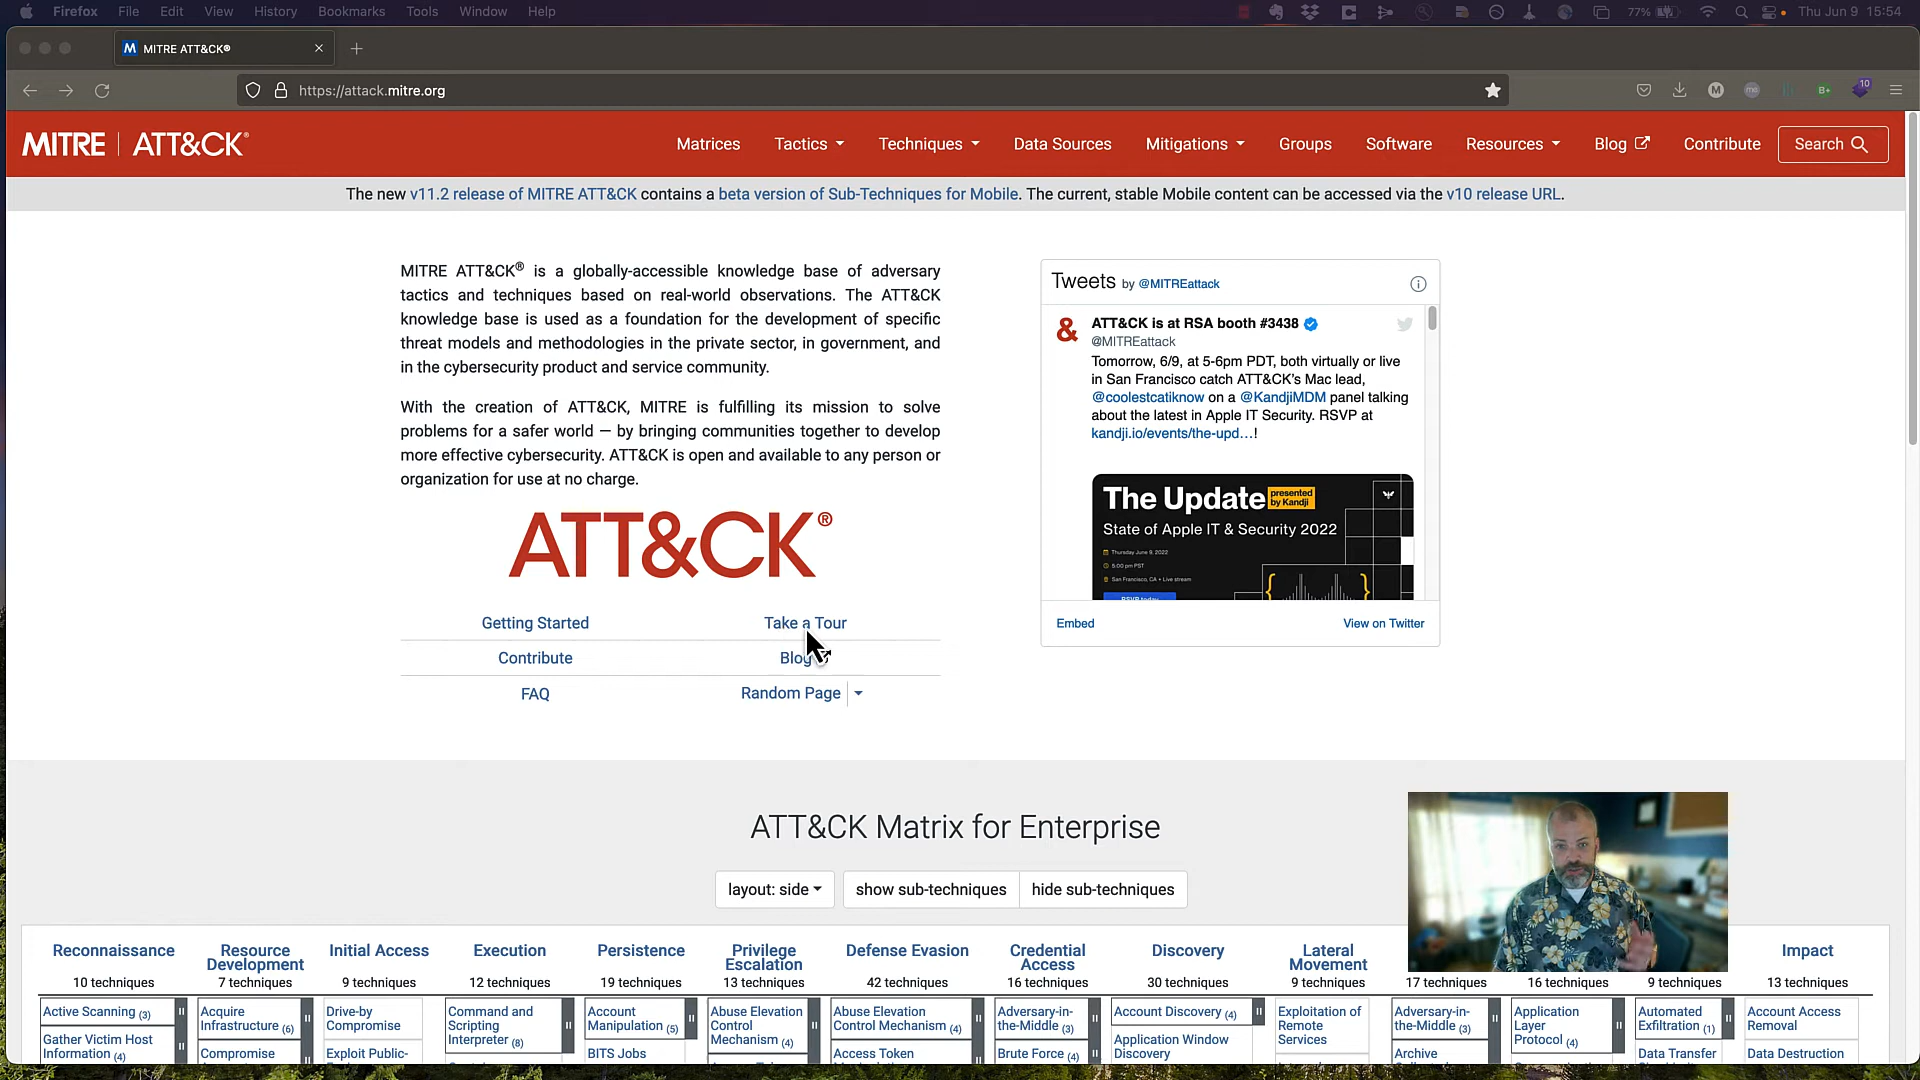 Firefox File Edit View History Bookmarks Tools Window Help 77% Thu Jun 9 15:54
MITRE ATT&CK®
https://attack.mitre.org
10
MITRE | ATT&CK®
Matrices Tactics Techniques Data Sources Mitigations Groups Software Resources Blog Contribute Search
The new v11.2 release of MITRE ATT&CK contains a beta version of Sub-Techniques for Mobile. The current, stable Mobile content can be accessed via the v10 release URL.
MITRE ATT&CK® is a globally-accessible knowledge base of adversary
tactics and techniques based on real-world observations. The ATT&CK
knowledge base is used as a foundation for the development of specific
threat models and methodologies in the private sector, in government, and
in the cybersecurity product and service community.
With the creation of ATT&CK, MITRE is fulfilling its mission to solve
problems for a safer world — by bringing communities together to develop
more effective cybersecurity. ATT&CK is open and available to any person or
organization for use at no charge.
ATT&CK®
Getting Started Take a Tour
Contribute Blog
FAQ Random Page
Tweets by @MITREattack
ATT&CK is at RSA booth #3438
@MITREattack
Tomorrow, 6/9, at 5-6pm PDT, both virtually or live
in San Francisco catch ATT&CK's Mac lead,
@coolestcatiknow on a @KandjiMDM panel talking
about the latest in Apple IT Security. RSVP at
kandji.io/events/the-upd…!
The Update presented by Kandji
State of Apple IT & Security 2022
Thursday June 9, 2022
5:00 pm PST
San Francisco, CA + Live stream
RSVP today
Embed View on Twitter
ATT&CK Matrix for Enterprise
layout: side show sub-techniques hide sub-techniques
Reconnaissance
10 techniques
Active Scanning (3)
Gather Victim Host
Information (4)
Resource
Development
7 techniques
Acquire
Infrastructure (6)
Compromise
Initial Access
9 techniques
Drive-by
Compromise
Exploit Public-
Execution
12 techniques
Command and
Scripting
Interpreter (8)
Persistence
19 techniques
Account
Manipulation (5)
BITS Jobs
Privilege
Escalation
13 techniques
Abuse Elevation
Control
Mechanism (4)
Defense Evasion
42 techniques
Abuse Elevation
Control Mechanism (4)
Access Token
Credential
Access
16 techniques
Adversary-in-
the-Middle (3)
Brute Force (4)
Discovery
30 techniques
Account Discovery (4)
Application Window
Discovery
Lateral
Movement
9 techniques
Exploitation of
Remote
Services
17 techniques
Adversary-in-
the-Middle (3)
Archive
16 techniques
Application
Layer
Protocol (4)
9 techniques
Automated
Exfiltration (1)
Data Transfer
Impact
13 techniques
Account Access
Removal
Data Destruction